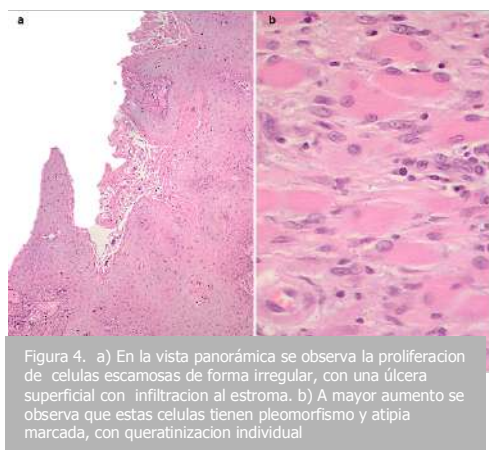 a
b
Figura 4. a) En la vista panorámica se observa la proliferacion
de celulas escamosas de forma irregular, con una úlcera
superficial con infiltracion al estroma. b) A mayor aumento se
observa que estas celulas tienen pleomorfismo y atipia
marcada, con queratinizacion individual